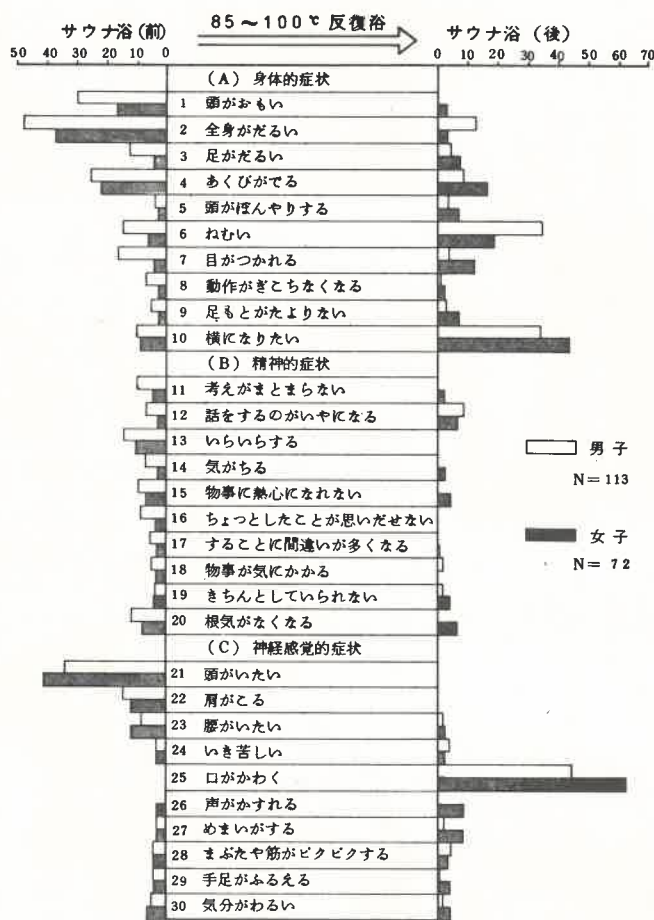 サウナ浴(前)
85～100℃反復浴
サウナ浴(後)
50 40 30 20 10 0
0 10 20 30 40 50 60 70
(A) 身体的症状
1 頭がおもい
2 全身がだるい
3 足がだるい
4 あくびがでる
5 頭がぼんやりする
6 ねむい
7 目がつかれる
8 動作がぎこちなくなる
9 足もとがたよりない
10 横になりたい
(B) 精神的症状
11 考えがまとまらない
12 話をするのがいやになる
13 いらいらする
14 気がちる
15 物事に熱心になれない
16 ちょっとしたことが思いだせない
17 することに間違いが多くなる
18 物事が気にかかる
19 きちんとしていられない
20 根気がなくなる
(C) 神経感覚的症状
21 頭がいたい
22 肩がこる
23 腰がいたい
24 いき苦しい
25 口がかわく
26 声がかすれる
27 めまいがする
28 まぶたや筋がピクピクする
29 手足がふるえる
30 気分がわるい
男子
N=113
女子
N=72